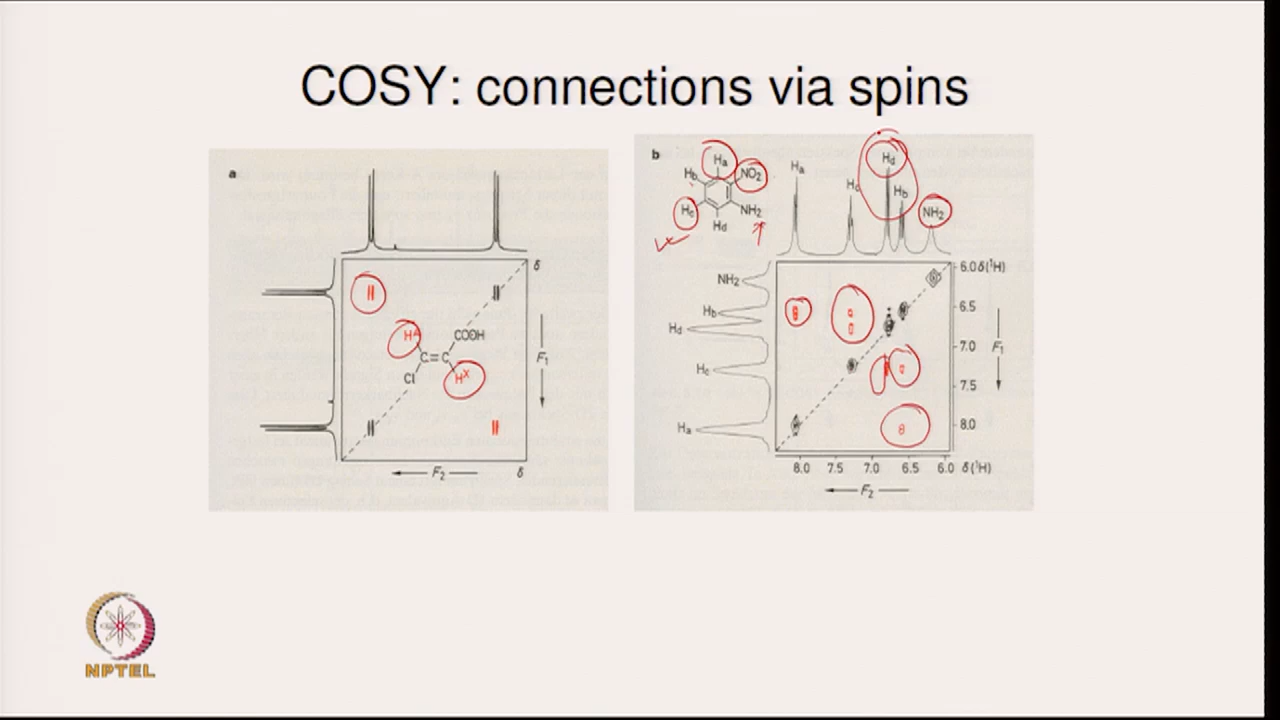 COSY: connections via spins
a
δ
Hᴬ
COOH
C=C
Cl
Hˣ
F₁
F₂
δ
b
Ha
Hb
NO₂
Hc
NH₂
Hd
Ha
Hc
Hd
Hb
NH₂
NH₂
Hb
Hd
Hc
Ha
6.0 δ(¹H)
6.5
7.0
F₁
7.5
8.0
8.0 7.5 7.0 6.5 6.0 δ(¹H)
F₂
NPTEL